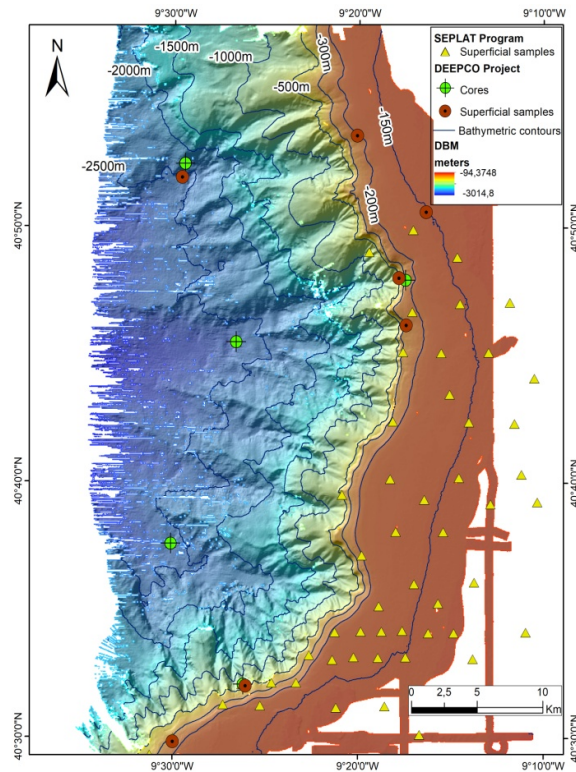 9°30'0"W 9°20'0"W 9°10'0"W
N
-1500m
-1000m
-2000m
-500m
-300m
-150m
-2500m
-200m
SEPLAT Program
Superficial samples
DEEPCO Project
Cores
Superficial samples
Bathymetric contours
DBM
meters
-94,3748
-3014,8
40°50'0"N 40°50'0"N
40°40'0"N 40°40'0"N
40°30'0"N 40°30'0"N
0 2,5 5 10
Km
9°30'0"W 9°20'0"W 9°10'0"W